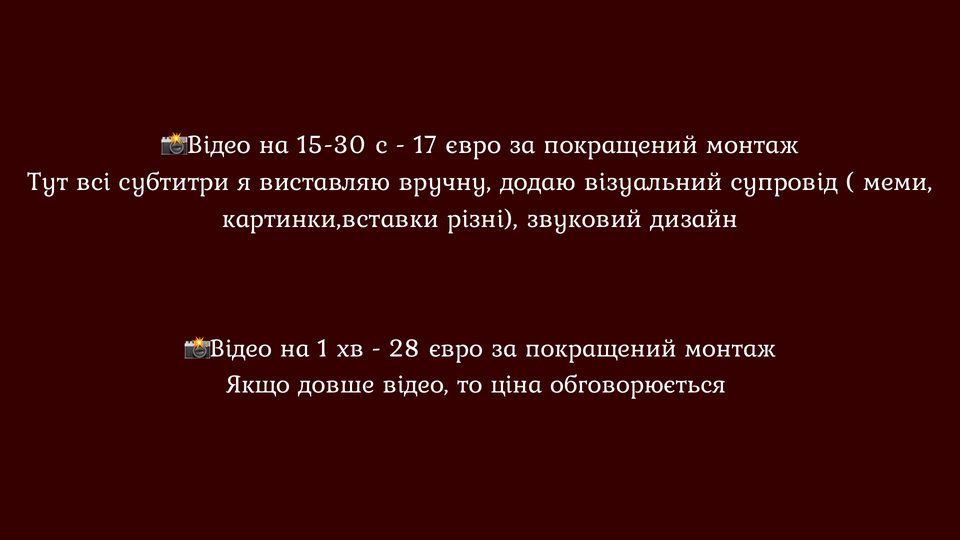 📸Відео на 15-30 с - 17 євро за покращений монтаж
Тут всі субтитри я виставляю вручну, додаю візуальний супровід ( меми,
картинки,вставки різні), звуковий дизайн
📸Відео на 1 хв - 28 євро за покращений монтаж
Якщо довше відео, то ціна обговорюється